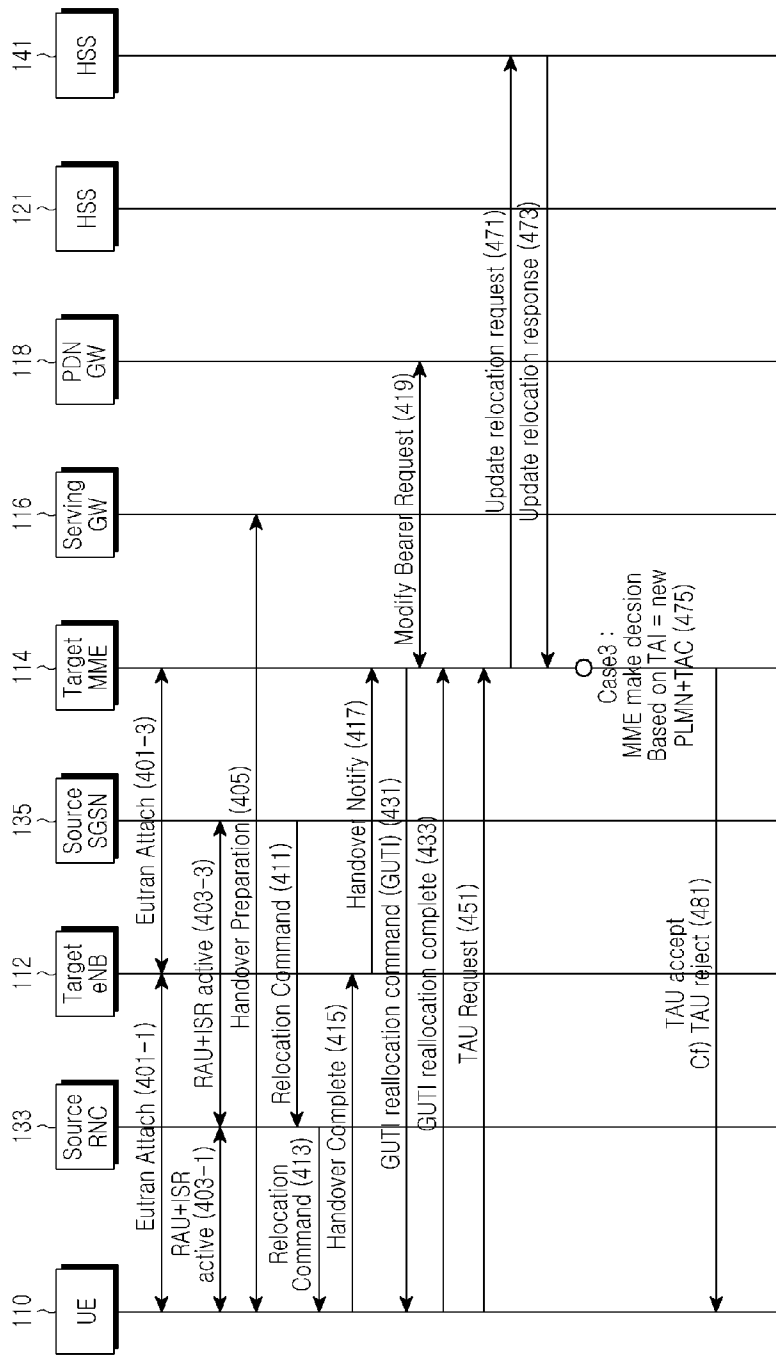 110
UE
133
Source
RNC
112
Target
eNB
135
Source
SGSN
114
Target
MME
116
Serving
GW
118
PDN
GW
121
HSS
141
HSS
Eutran Attach (401-1)
Eutran Attach (401-3)
RAU+ISR
active (403-1)
RAU+ISR active (403-3)
Handover Preparation (405)
Relocation Command (411)
Relocation
Command (413)
Handover Complete (415)
Handover Notify (417)
GUTI reallocation command (GUTI) (431)
Modify Bearer Request (419)
GUTI reallocation complete (433)
TAU Request (451)
Update relocation request (471)
Update relocation response (473)
Case3 :
MME make decsion
Based on TAI = new
PLMN+TAC (475)
TAU accept
Cf) TAU reject (481)